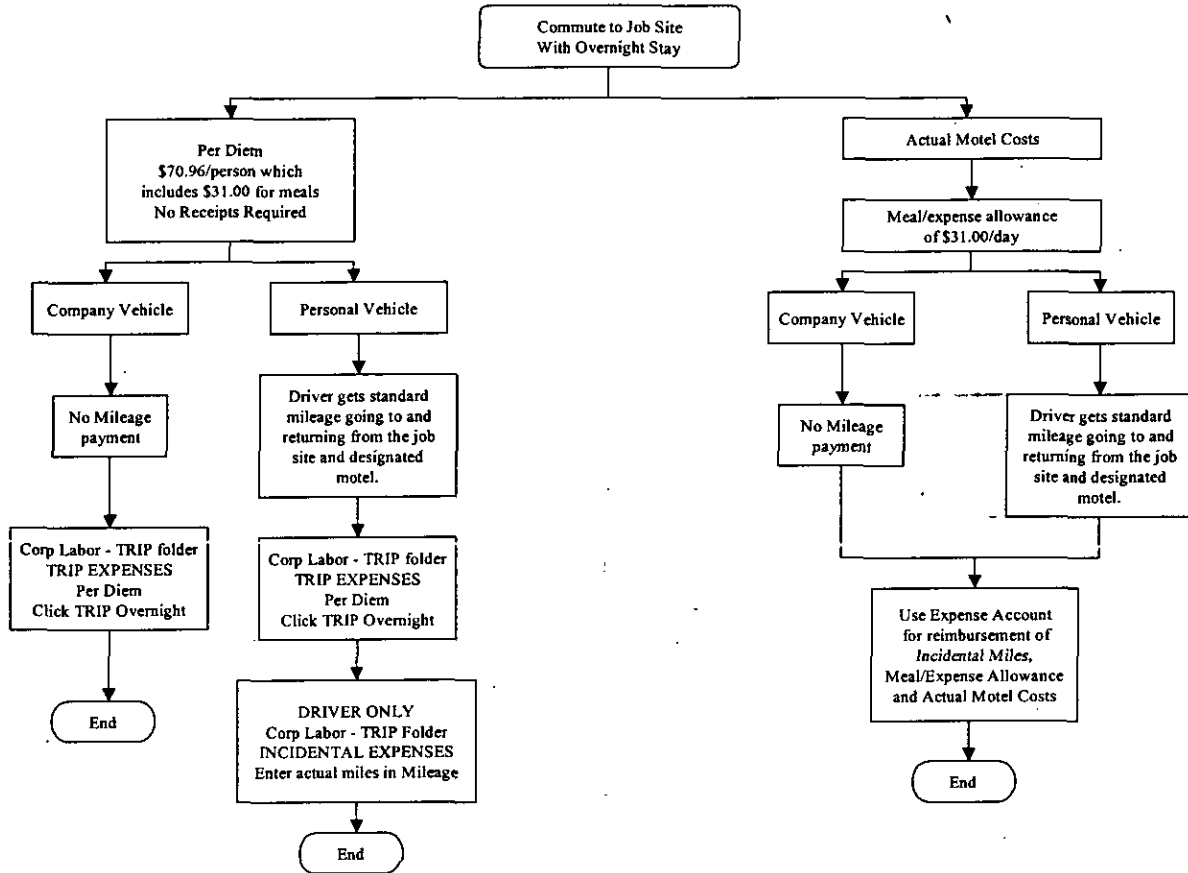 Commute to Job Site
With Overnight Stay
Per Diem
$70.96/person which
includes $31.00 for meals
No Receipts Required
Actual Motel Costs
Meal/expense allowance
of $31.00/day
Company Vehicle
Personal Vehicle
Company Vehicle
Personal Vehicle
No Mileage
payment
Driver gets standard
mileage going to and
returning from the job
site and designated
motel.
No Mileage
payment
Driver gets standard
mileage going to and
returning from the job
site and designated
motel.
Corp Labor - TRIP folder
TRIP EXPENSES
Per Diem
Click TRIP Overnight
Corp Labor - TRIP folder
TRIP EXPENSES
Per Diem
Click TRIP Overnight
Use Expense Account
for reimbursement of
Incidental Miles,
Meal/Expense Allowance
and Actual Motel Costs
End
DRIVER ONLY
Corp Labor - TRIP Folder
INCIDENTAL EXPENSES
Enter actual miles in Mileage
End
End